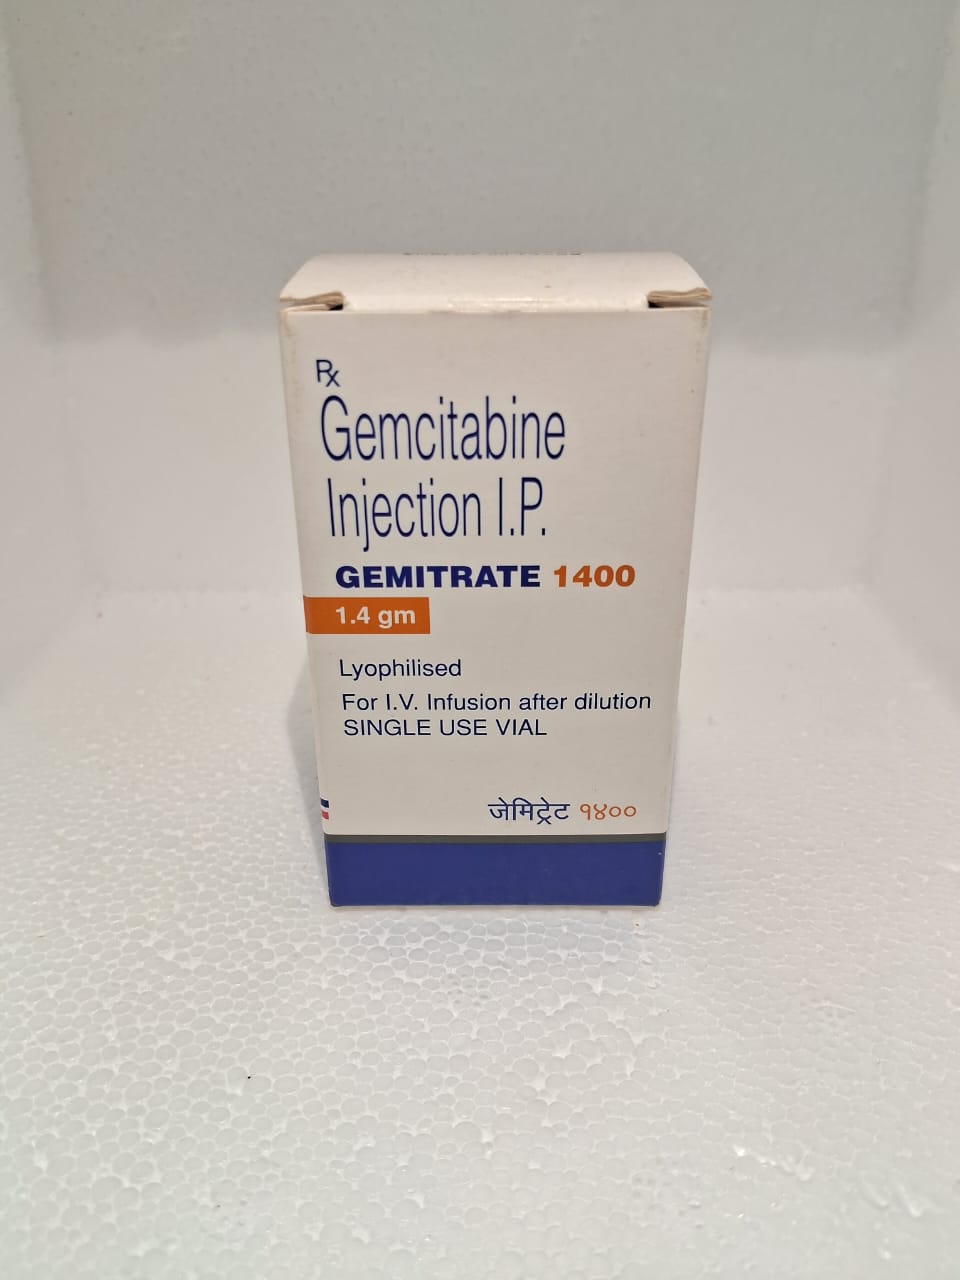 Rx
Gemcitabine
Injection I.P.
GEMITRATE 1400
1.4 gm
Lyophilised
For I.V. Infusion after dilution
SINGLE USE VIAL
जेमिट्रेट १४००